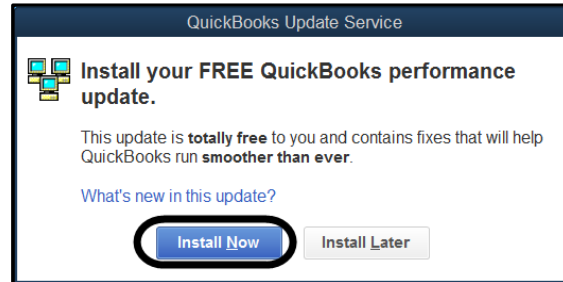 QuickBooks Update Service
Install your FREE QuickBooks performance
update.
This update is totally free to you and contains fixes that will help
QuickBooks run smoother than ever.
What's new in this update?
Install Now
Install Later